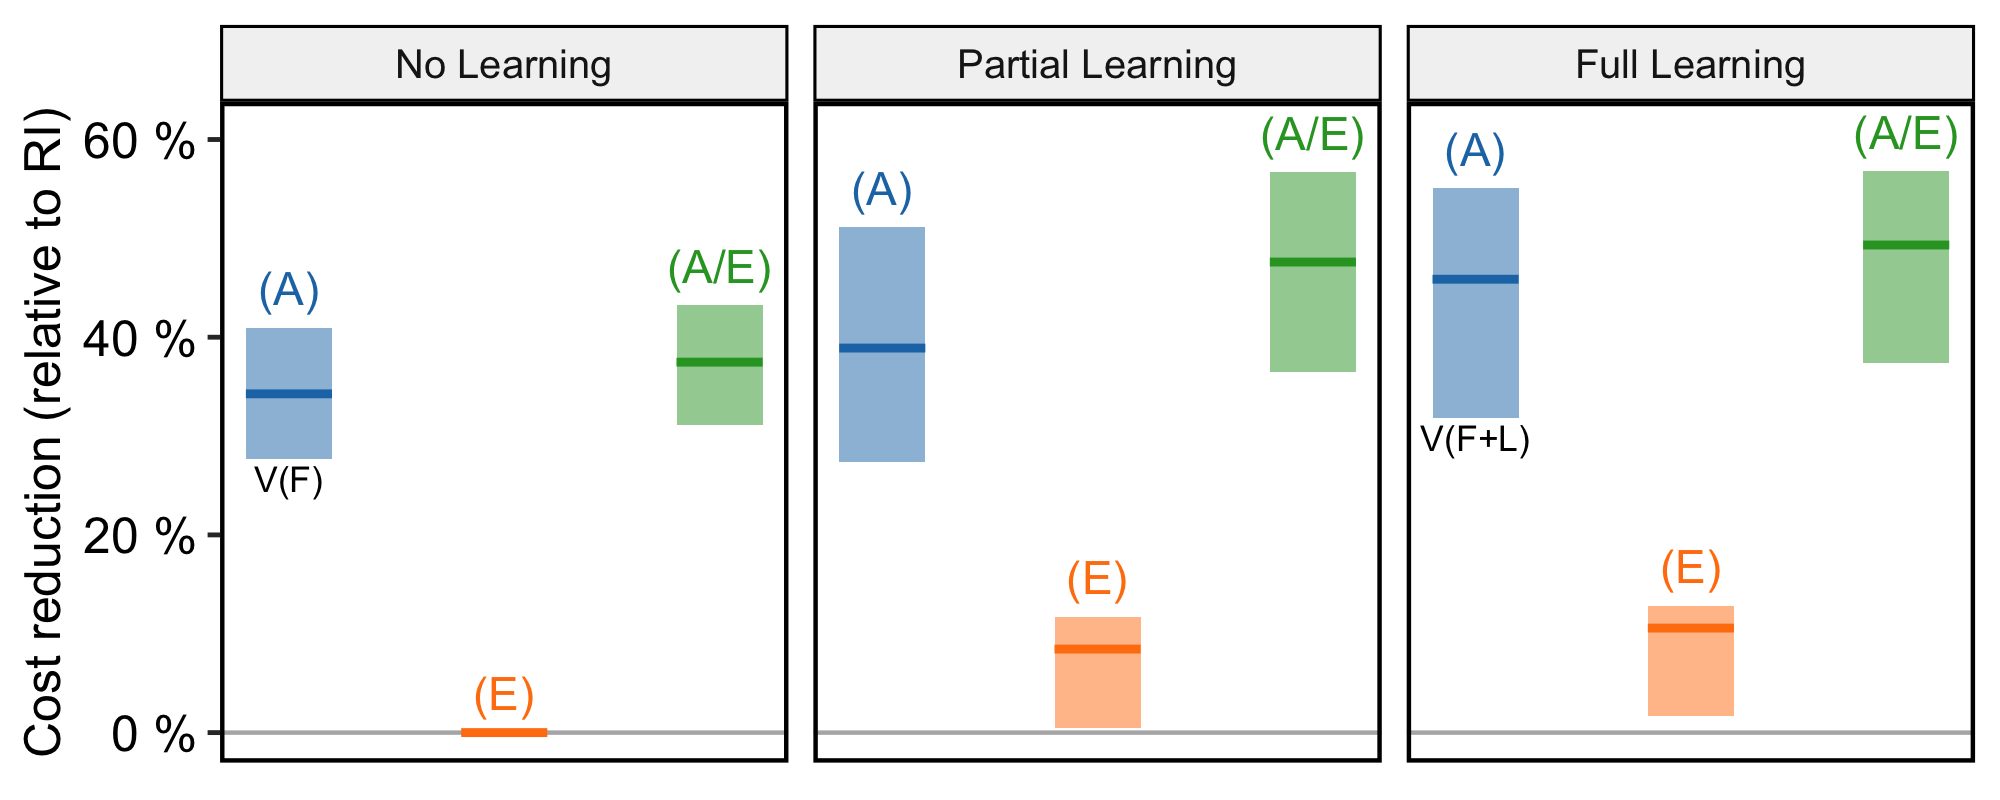 No Learning
Partial Learning
Full Learning
Cost reduction (relative to RI)
60 %
40 %
20 %
0 %
(A)
V(F)
(E)
(A/E)
(A)
(E)
(A/E)
(A)
V(F+L)
(E)
(A/E)